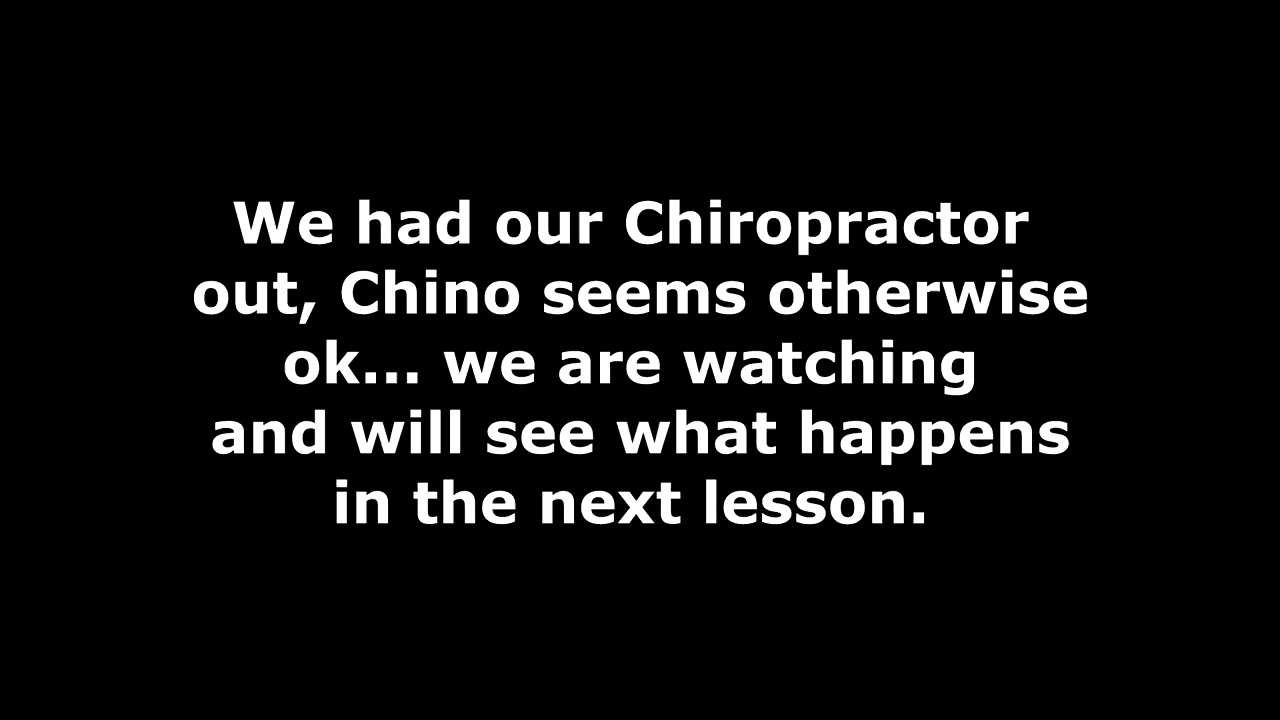 We had our Chiropractor
out, Chino seems otherwise
ok... we are watching
and will see what happens
in the next lesson.